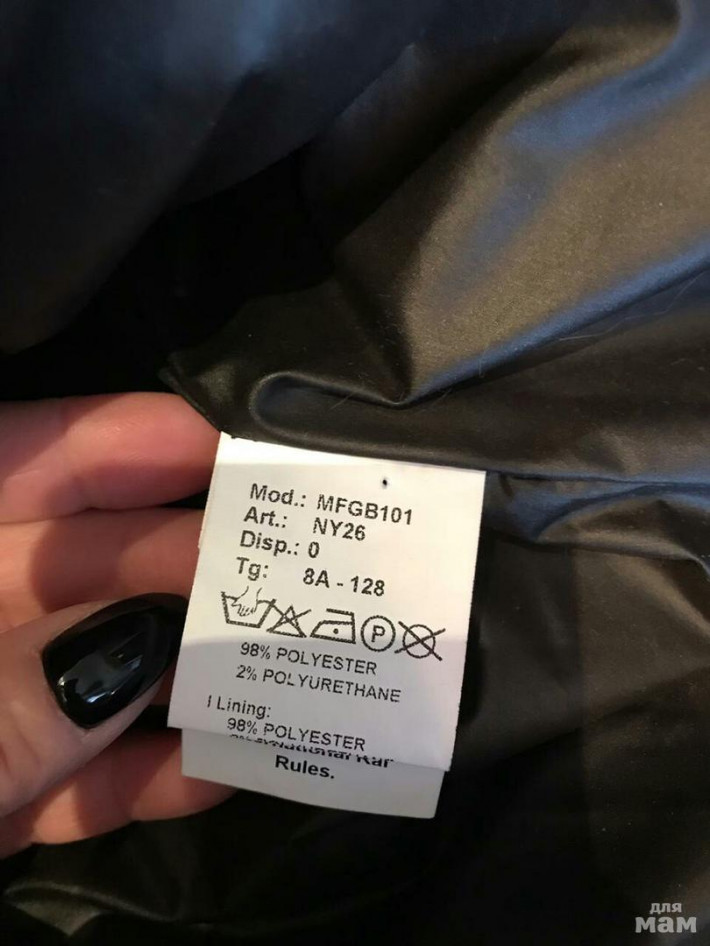 Mod.: MFGB101
Art.: NY26
Disp.: 0
Tg: 8A - 128
P
98% POLYESTER
2% POLYURETHANE
I Lining:
98% POLYESTER
Rules.
для
мам